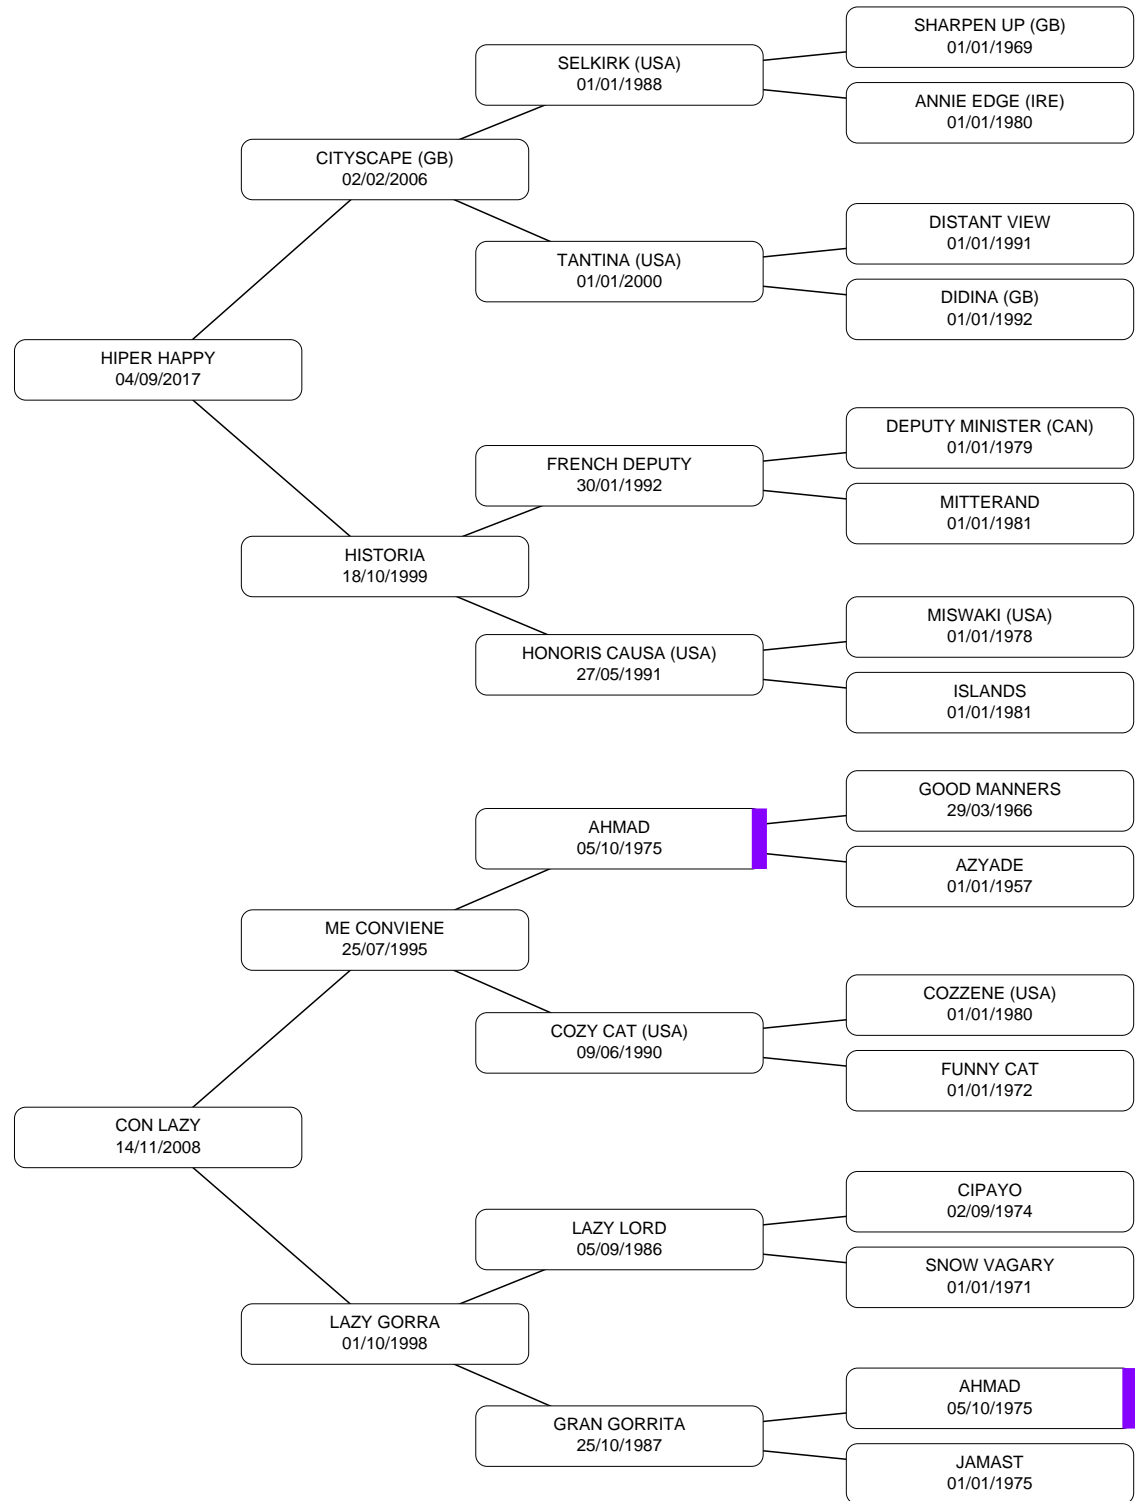 SHARPEN UP (GB)
01/01/1969
SELKIRK (USA)
01/01/1988
ANNIE EDGE (IRE)
01/01/1980
CITYSCAPE (GB)
02/02/2006
DISTANT VIEW
01/01/1991
TANTINA (USA)
01/01/2000
DIDINA (GB)
01/01/1992
HIPER HAPPY
04/09/2017
DEPUTY MINISTER (CAN)
01/01/1979
FRENCH DEPUTY
30/01/1992
MITTERAND
01/01/1981
HISTORIA
18/10/1999
MISWAKI (USA)
01/01/1978
HONORIS CAUSA (USA)
27/05/1991
ISLANDS
01/01/1981
GOOD MANNERS
29/03/1966
AHMAD
05/10/1975
AZYADE
01/01/1957
ME CONVIENE
25/07/1995
COZZENE (USA)
01/01/1980
COZY CAT (USA)
09/06/1990
FUNNY CAT
01/01/1972
CON LAZY
14/11/2008
CIPAYO
02/09/1974
LAZY LORD
05/09/1986
SNOW VAGARY
01/01/1971
LAZY GORRA
01/10/1998
AHMAD
05/10/1975
GRAN GORRITA
25/10/1987
JAMAST
01/01/1975